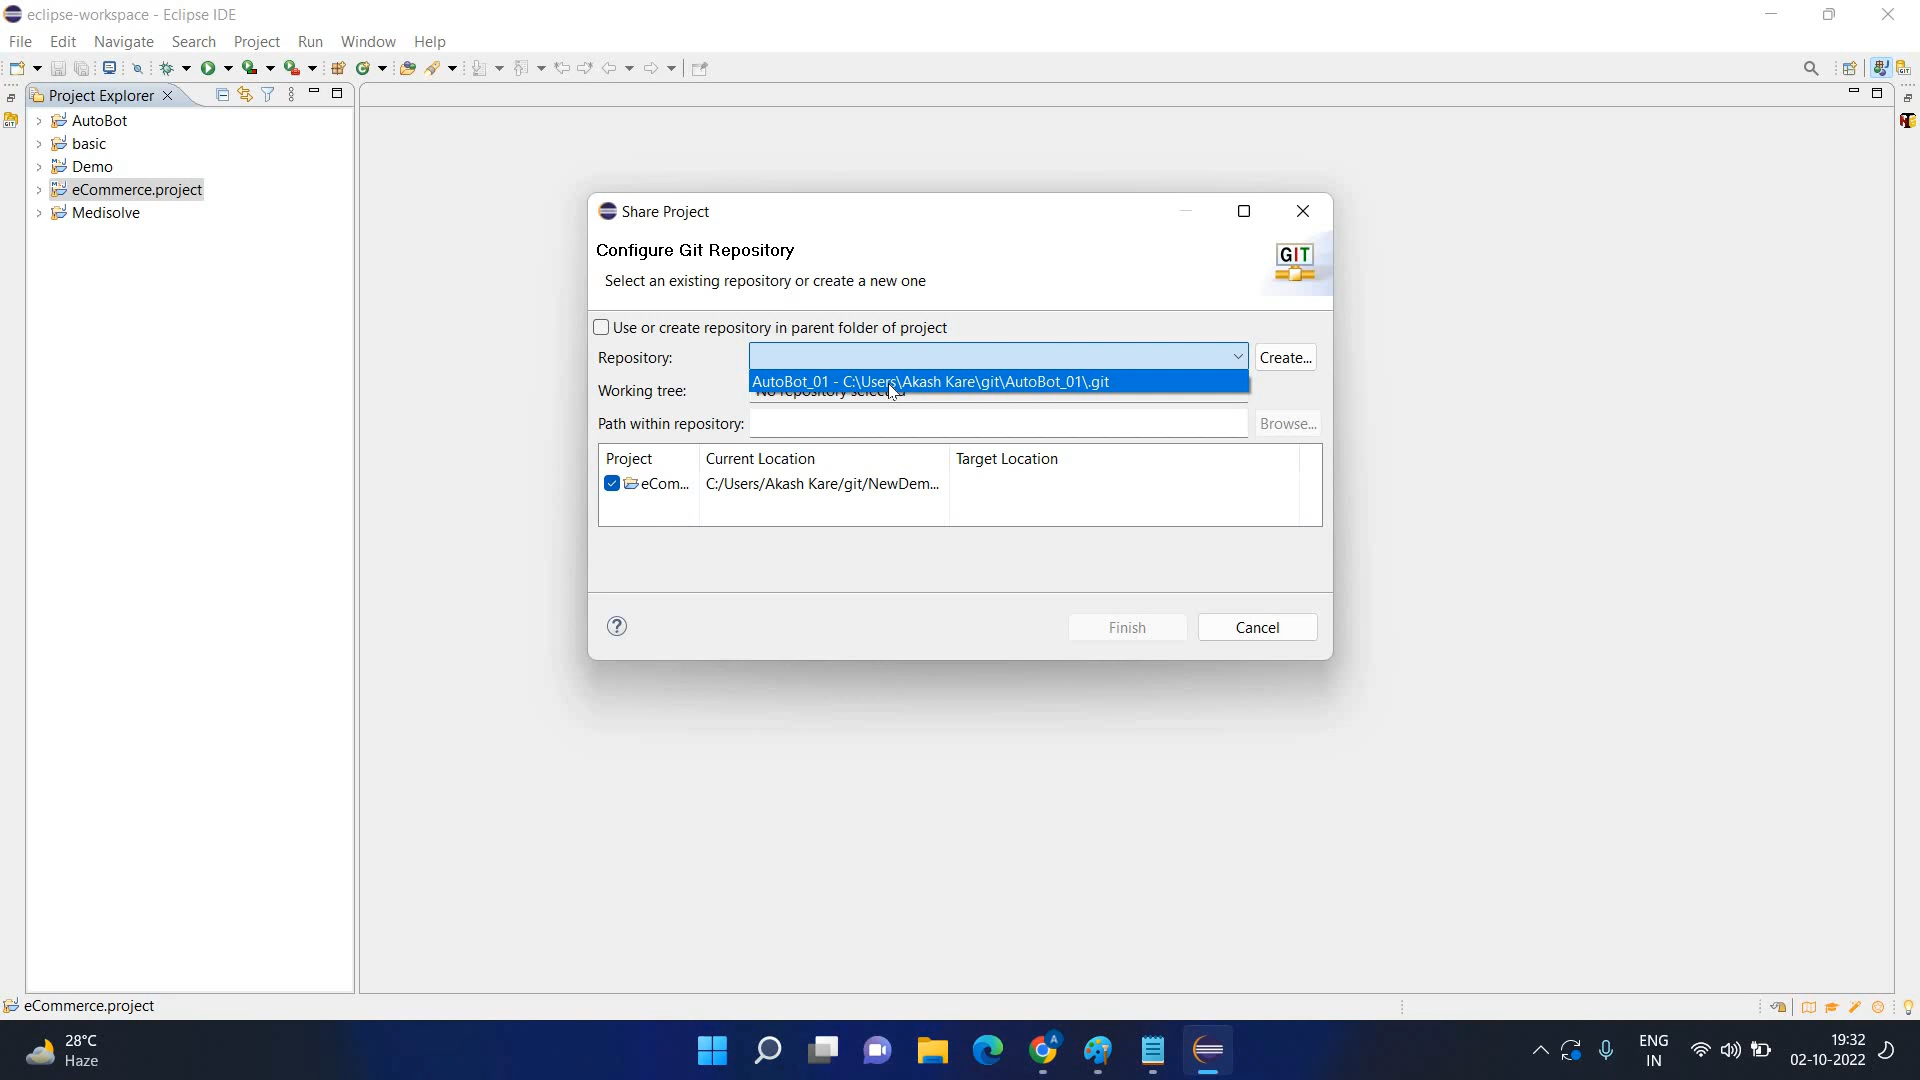 eclipse-workspace - Eclipse IDE
File Edit Navigate Search Project Run Window Help
Project Explorer
AutoBot
basic
Demo
eCommerce.project
Medisolve
Share Project
Configure Git Repository
Select an existing repository or create a new one
GIT
Use or create repository in parent folder of project
Repository: Create...
AutoBot_01 - C:\Users\Akash Kare\git\AutoBot_01\.git
Working tree: No repository selected
Path within repository: Browse...
Project Current Location Target Location
eCom... C:/Users/Akash Kare/git/NewDem...
Finish Cancel
eCommerce.project
28°C
Haze
ENG
IN
19:32
02-10-2022